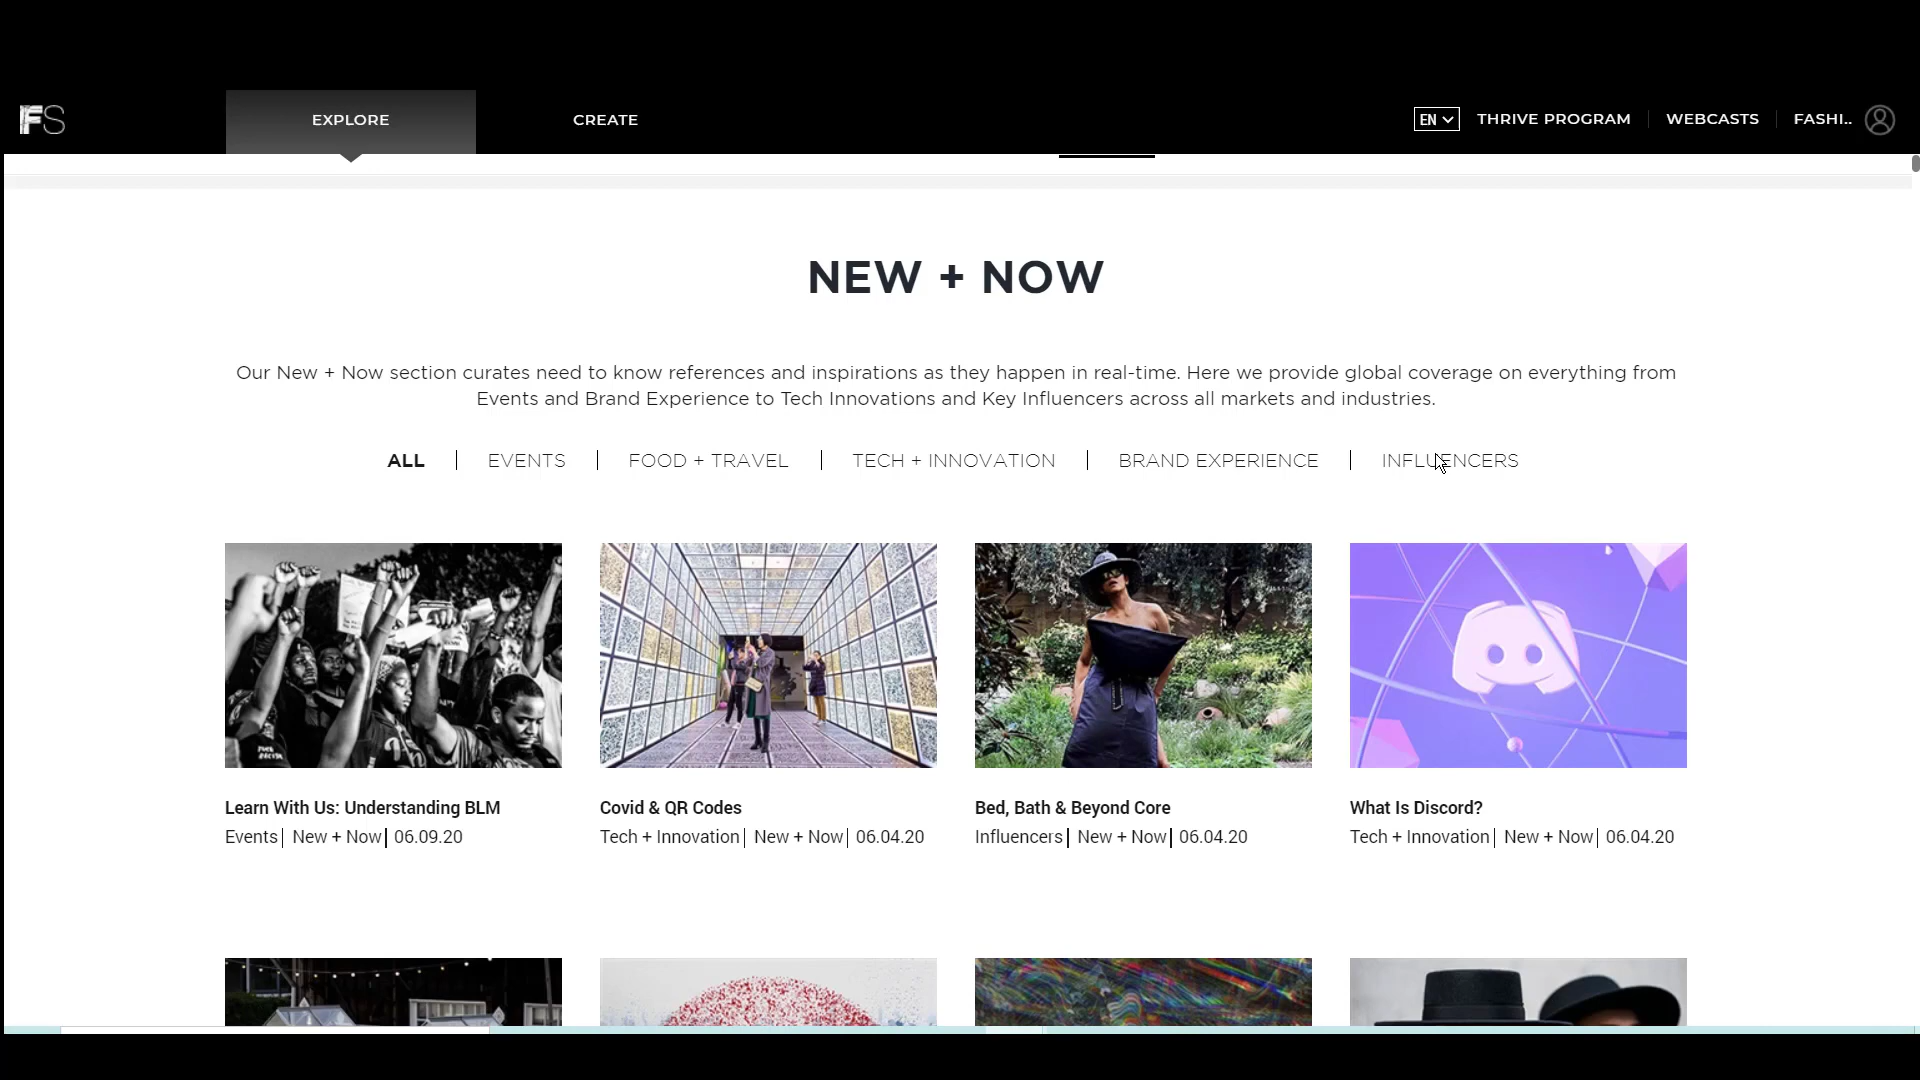 FS
EXPLORE
CREATE
EN
THRIVE PROGRAM
WEBCASTS
FASHI..
NEW + NOW
Our New + Now section curates need to know references and inspirations as they happen in real-time. Here we provide global coverage on everything from
Events and Brand Experience to Tech Innovations and Key Influencers across all markets and industries.
ALL | EVENTS | FOOD + TRAVEL | TECH + INNOVATION | BRAND EXPERIENCE | INFLUENCERS
Learn With Us: Understanding BLM
Events| New + Now| 06.09.20
Covid & QR Codes
Tech + Innovation| New + Now| 06.04.20
Bed, Bath & Beyond Core
Influencers| New + Now| 06.04.20
What Is Discord?
Tech + Innovation| New + Now| 06.04.20